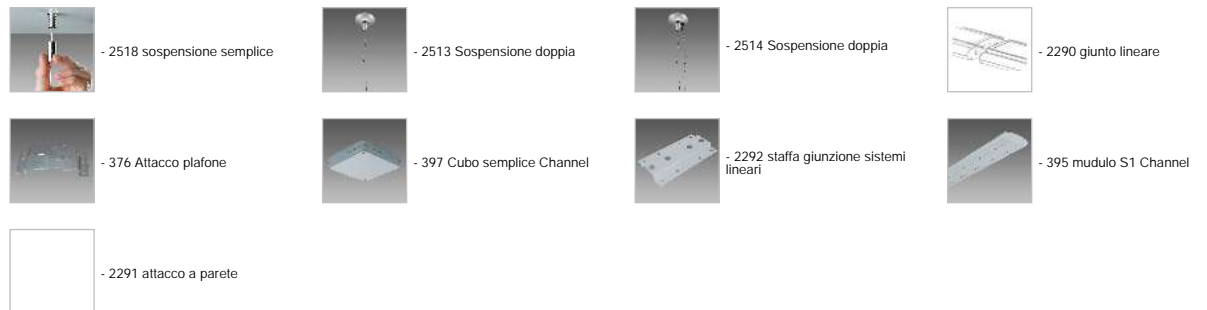 - 2518 sospensione semplice
- 2513 Sospensione doppia
- 2514 Sospensione doppia
- 2290 giunto lineare
- 376 Attacco plafone
- 397 Cubo semplice Channel
- 2292 staffa giunzione sistemi
lineari
- 395 mudulo S1 Channel
- 2291 attacco a parete